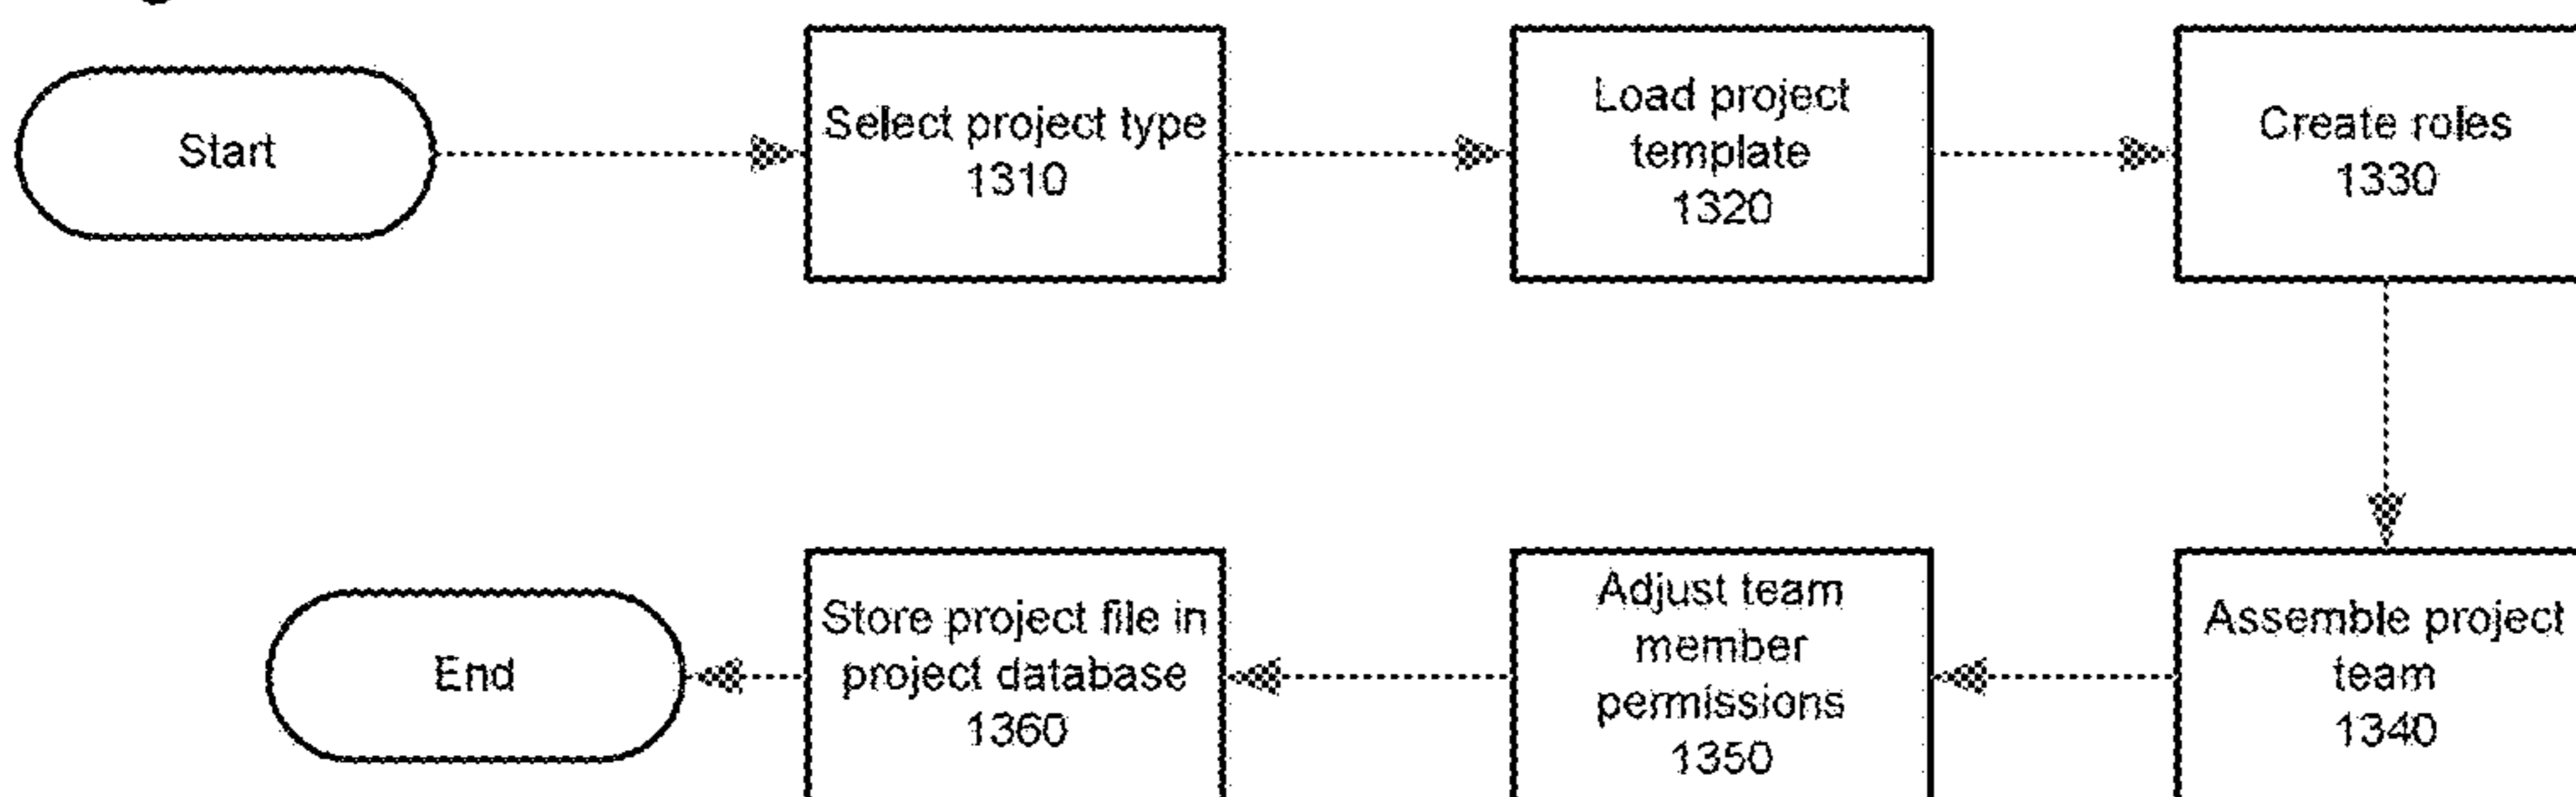 Start
Select project type
1310
Load project
template
1320
Create roles
1330
Assemble project
team
1340
Adjust team
member
permissions
1350
Store project file in
project database
1360
End